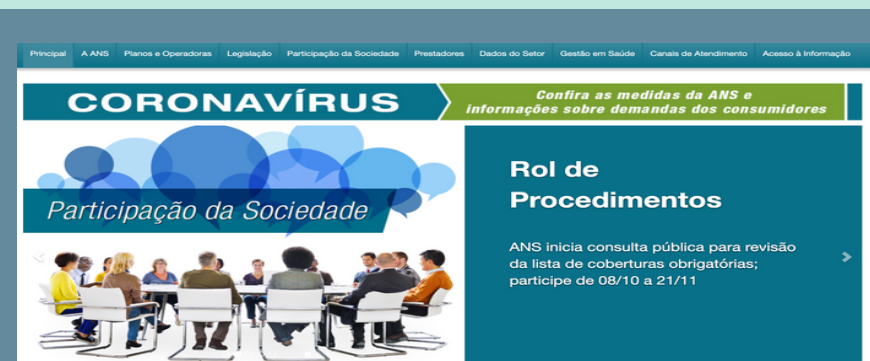 Principal A ANS Planos e Operadoras Legislação Participação da Sociedade Prestadores Dados do Setor Gestão em Saúde Canais de Atendimento Acesso à Informação
CORONAVÍRUS
Confira as medidas da ANS e
informações sobre demandas dos consumidores
Participação da Sociedade
Rol de
Procedimentos
ANS inicia consulta pública para revisão
da lista de coberturas obrigatórias;
participe de 08/10 a 21/11